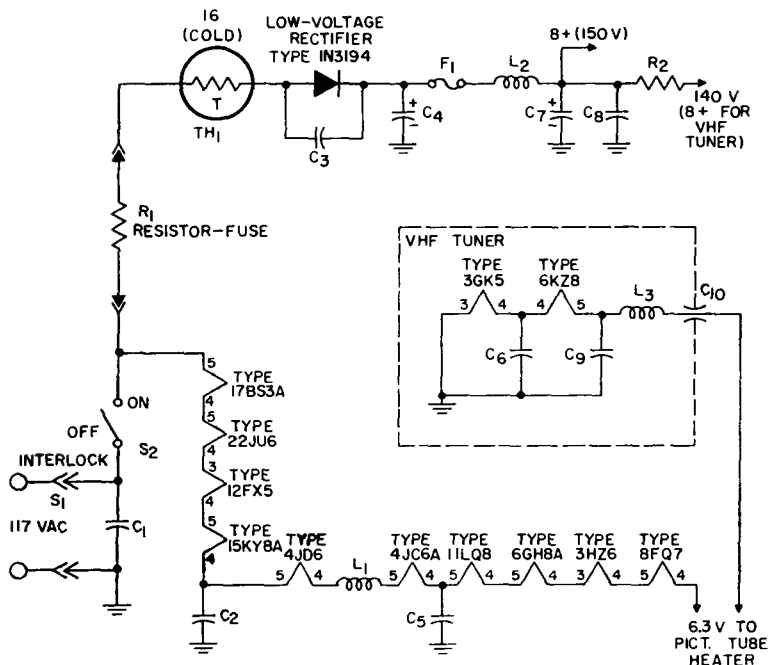 16
(COLD)
T
TH1
LOW-VOLTAGE
RECTIFIER
TYPE IN3194
C3
+
C4
-
F1
L2
8+ (150 V)
+
C7
-
C8
R2
140 V
(8+ FOR
VHF
TUNER)
R1
RESISTOR-FUSE
VHF TUNER
TYPE
3GK5
3 4
TYPE
6KZ8
4 5
L3
C10
C6
C9
ON
OFF
S2
INTERLOCK
S1
117 VAC
C1
5
TYPE
17BS3A
4
5
TYPE
22JU6
4
3
TYPE
12FX5
4
5
TYPE
15KY8A
4
C2
TYPE
4JD6
5 4
L1
TYPE
4JC6A
5 4
C5
TYPE
11LQ8
5 4
TYPE
6GH8A
5 4
TYPE
3HZ6
3 4
TYPE
8FQ7
5 4
6.3 V TO
PICT. TUBE
HEATER